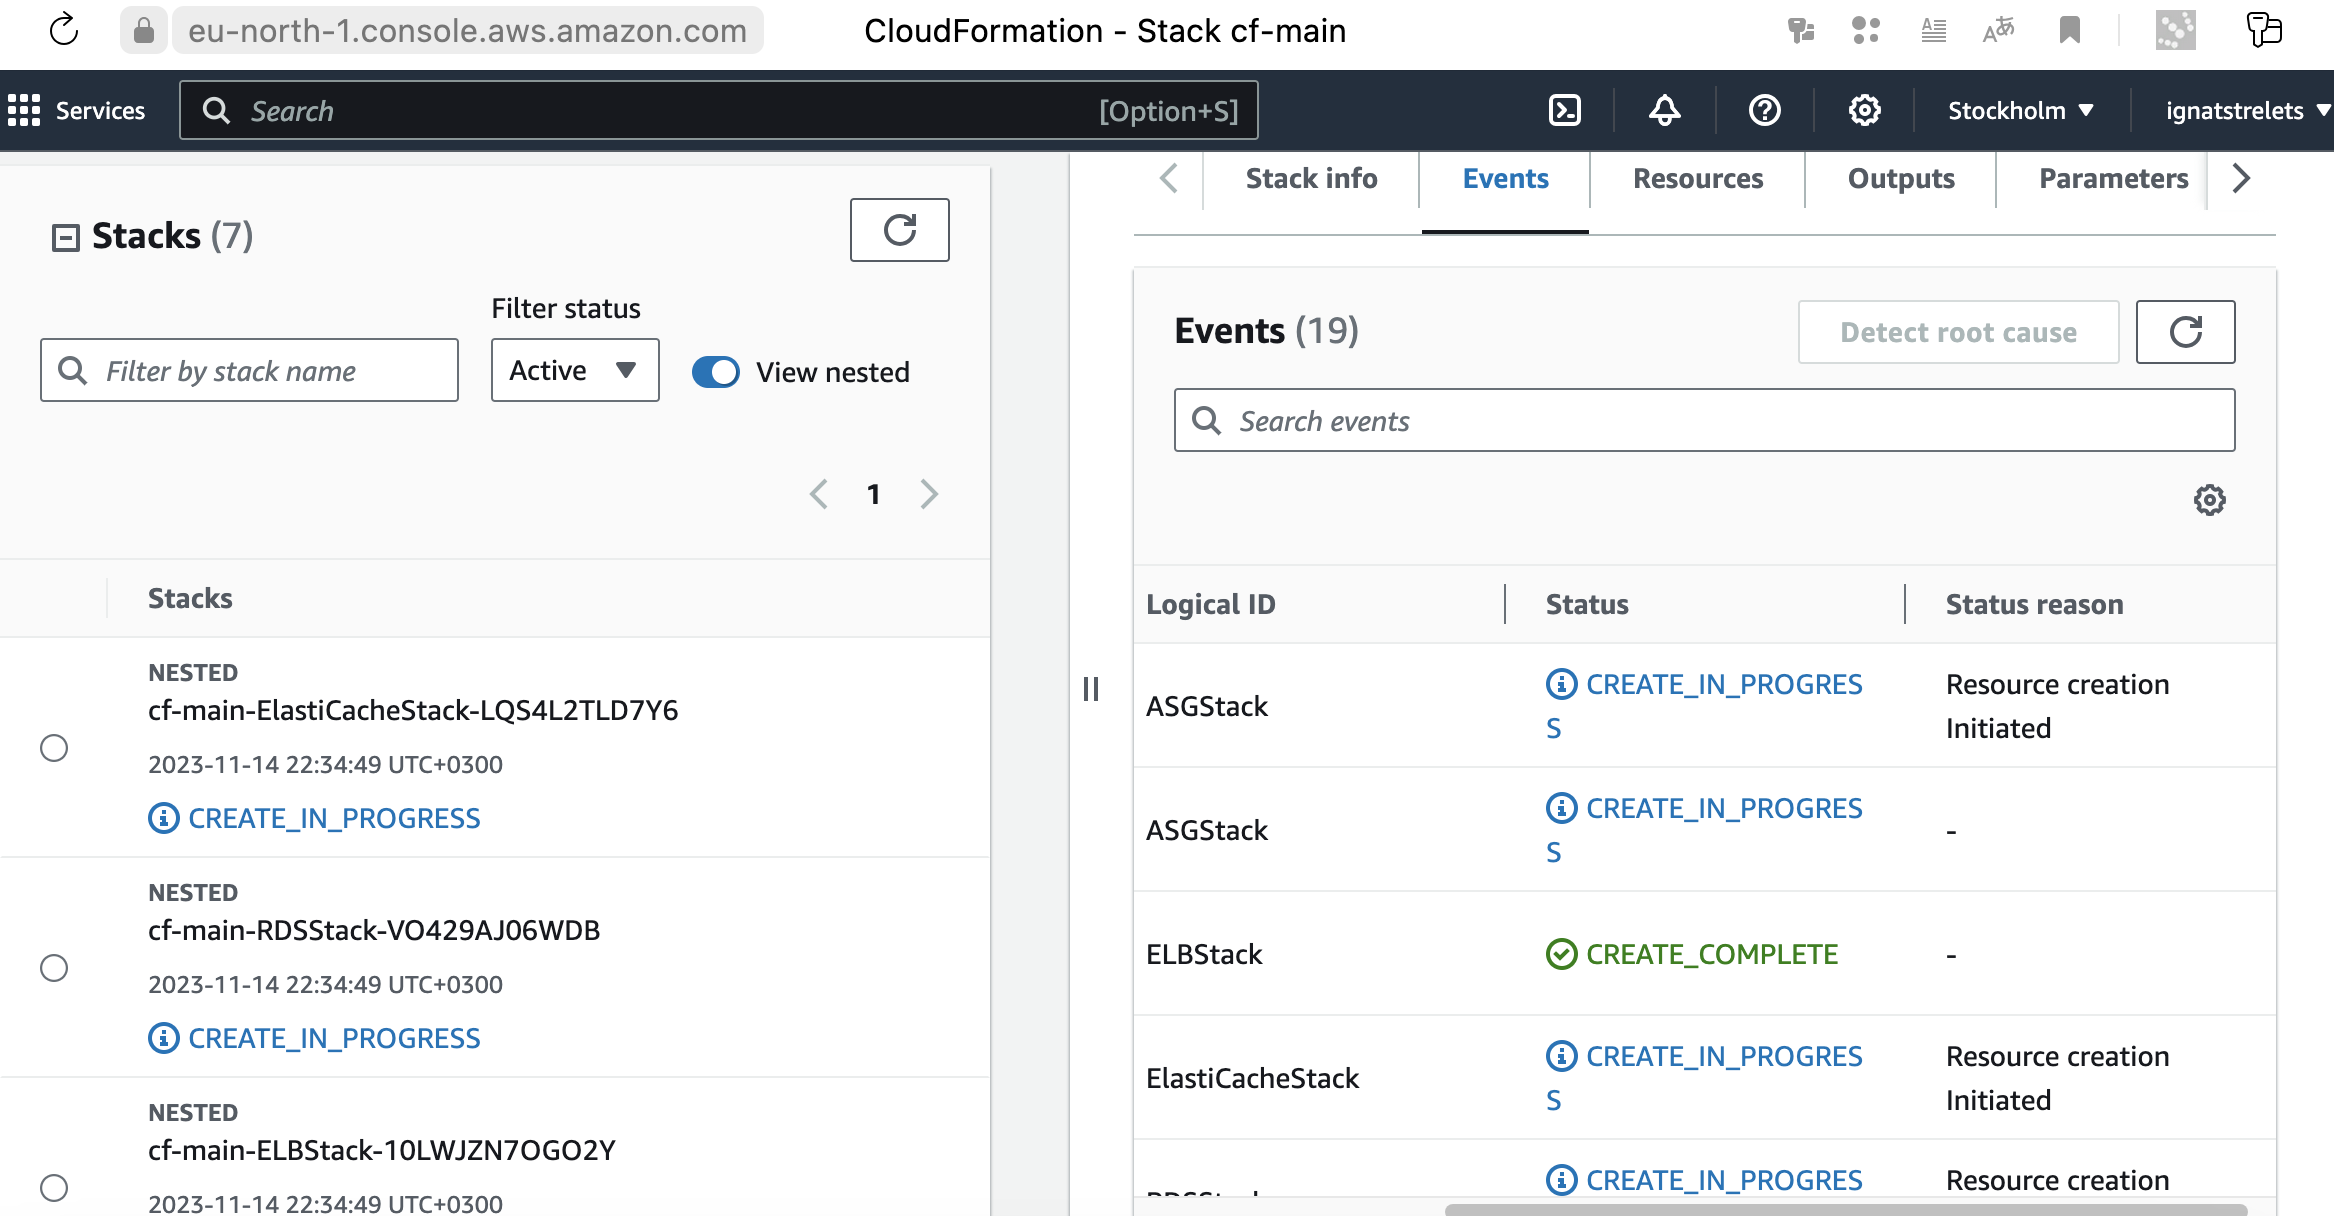 eu-north-1.console.aws.amazon.com
CloudFormation - Stack cf-main
Services
Search
[Option+S]
Stockholm
ignatstrelets
Stacks (7)
Filter status
Filter by stack name
Active
View nested
1
Stacks
NESTED
cf-main-ElastiCacheStack-LQS4L2TLD7Y6
2023-11-14 22:34:49 UTC+0300
CREATE_IN_PROGRESS
NESTED
cf-main-RDSStack-VO429AJ06WDB
2023-11-14 22:34:49 UTC+0300
CREATE_IN_PROGRESS
NESTED
cf-main-ELBStack-10LWJZN7OGO2Y
2023-11-14 22:34:49 UTC+0300
Stack info
Events
Resources
Outputs
Parameters
Events (19)
Detect root cause
Search events
Logical ID
Status
Status reason
ASGStack
CREATE_IN_PROGRES
S
Resource creation
Initiated
ASGStack
CREATE_IN_PROGRES
S
-
ELBStack
CREATE_COMPLETE
-
ElastiCacheStack
CREATE_IN_PROGRES
S
Resource creation
Initiated
CREATE_IN_PROGRES
Resource creation